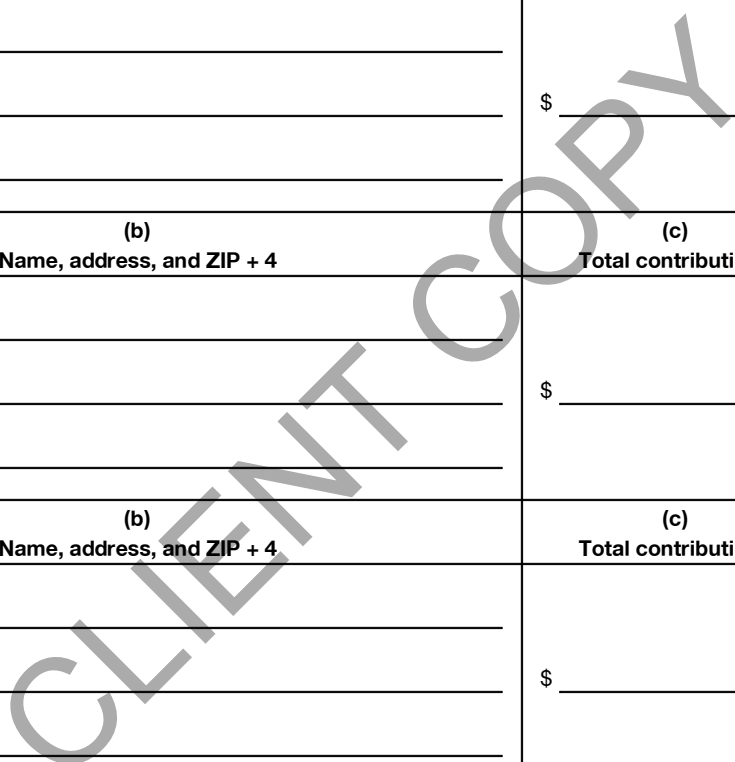 $
(b) (c)
Name, address, and ZIP + 4 Total contributi
$
(b) (c)
Name, address, and ZIP + 4 Total contributi
$
CLIENT COPY